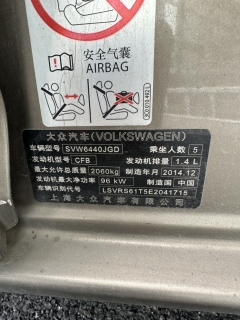 安全气囊
AIRBAG
大众汽车(VOLKSWAGEN)
车辆型号 SVW6440JGD 乘坐人数 5
发动机型号 CFB 发动机排量 1.4 L
最大允许总质量 2060kg 制造年月 2014.12
发动机最大净功率 96 kW 制造国 中国
车辆识别代号 LSVRS61T5E2041715
上海大众汽车有限公司